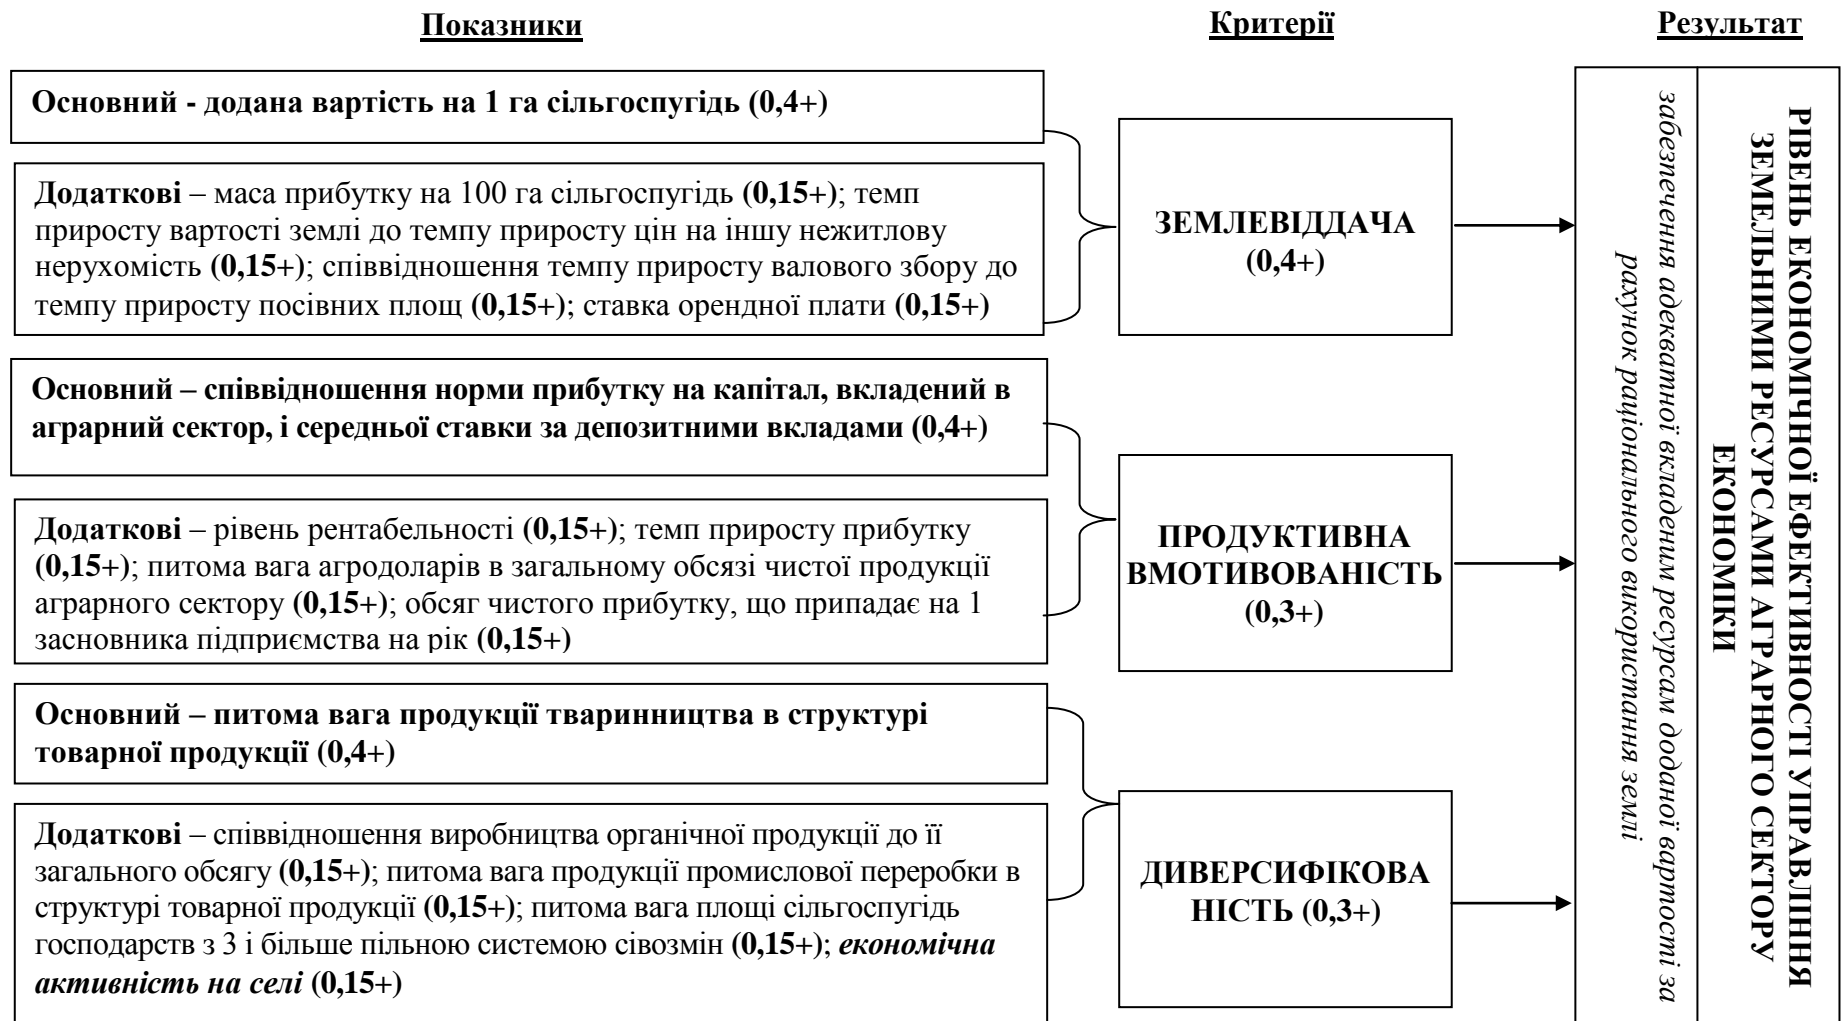 Показники
Критерії
Результат
Основний - додана вартість на 1 га сільгоспугідь (0,4+)
Додаткові – маса прибутку на 100 га сільгоспугідь (0,15+); темп
приросту вартості землі до темпу приросту цін на іншу нежитлову
нерухомість (0,15+); співвідношення темпу приросту валового збору до
темпу приросту посівних площ (0,15+); ставка орендної плати (0,15+)
ЗЕМЛЕВІДДАЧА
(0,4+)
Основний – співвідношення норми прибутку на капітал, вкладений в
аграрний сектор, і середньої ставки за депозитними вкладами (0,4+)
Додаткові – рівень рентабельності (0,15+); темп приросту прибутку
(0,15+); питома вага агродоларів в загальному обсязі чистої продукції
аграрного сектору (0,15+); обсяг чистого прибутку, що припадає на 1
засновника підприємства на рік (0,15+)
ПРОДУКТИВНА
ВМОТИВОВАНІСТЬ
(0,3+)
Основний – питома вага продукції тваринництва в структурі
товарної продукції (0,4+)
Додаткові – співвідношення виробництва органічної продукції до її
загального обсягу (0,15+); питома вага продукції промислової переробки в
структурі товарної продукції (0,15+); питома вага площі сільгоспугідь
господарств з 3 і більше пільною системою сівозмін (0,15+); економічна
активність на селі (0,15+)
ДИВЕРСИФІКОВА
НІСТЬ (0,3+)
РІВЕНЬ ЕКОНОМІЧНОЇ ЕФЕКТИВНОСТІ УПРАВЛІННЯ
ЗЕМЕЛЬНИМИ РЕСУРСАМИ АГРАРНОГО СЕКТОРУ
ЕКОНОМІКИ
забезпечення адекватної вкладеним ресурсам доданої вартості за
рахунок раціонального використання землі